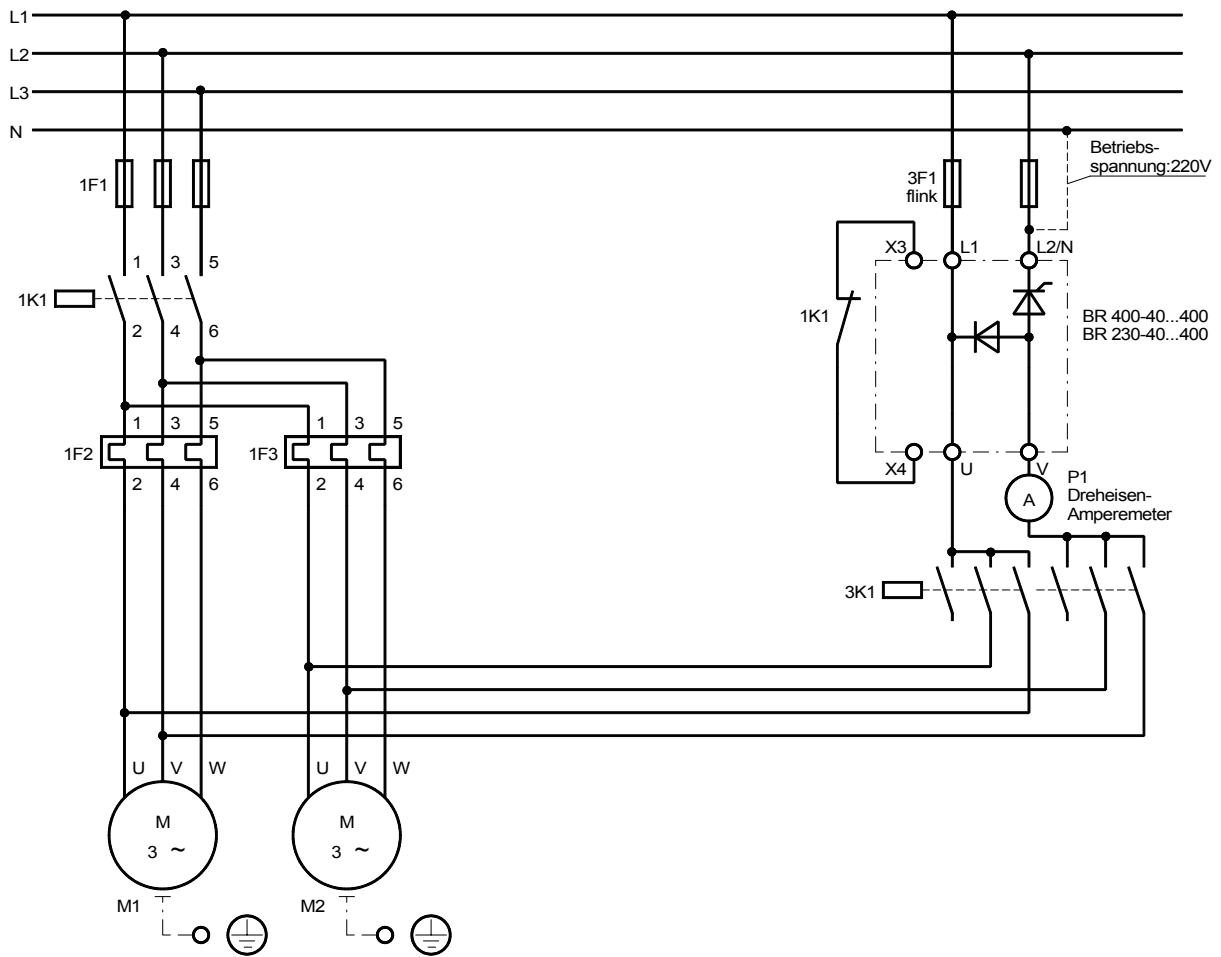 L1
L2
L3
N
Betriebs-
spannung:220V
1F1
3F1
flink
X3 L1 L2/N
1 3 5
1K1
2 4 6
1K1
BR 400-40...400
BR 230-40...400
1 3 5
1 3 5
1F2
1F3
2 4 6
2 4 6
X4 U V
A
P1
Dreheisen-
Amperemeter
3K1
U V W
U V W
M
3 ~
M
3 ~
M1
M2